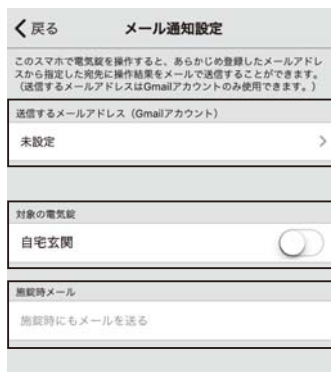 戻る
メール通知設定
このスマホで電気錠を操作すると、あらかじめ登録したメールアドレ
スから指定した宛先に操作結果をメールで送信することができます。
（送信するメールアドレスはGmailアカウントのみ使用できます。）
送信するメールアドレス（Gmailアカウント）
未設定
対象の電気錠
自宅玄関
施錠時メール
施錠時にもメールを送る